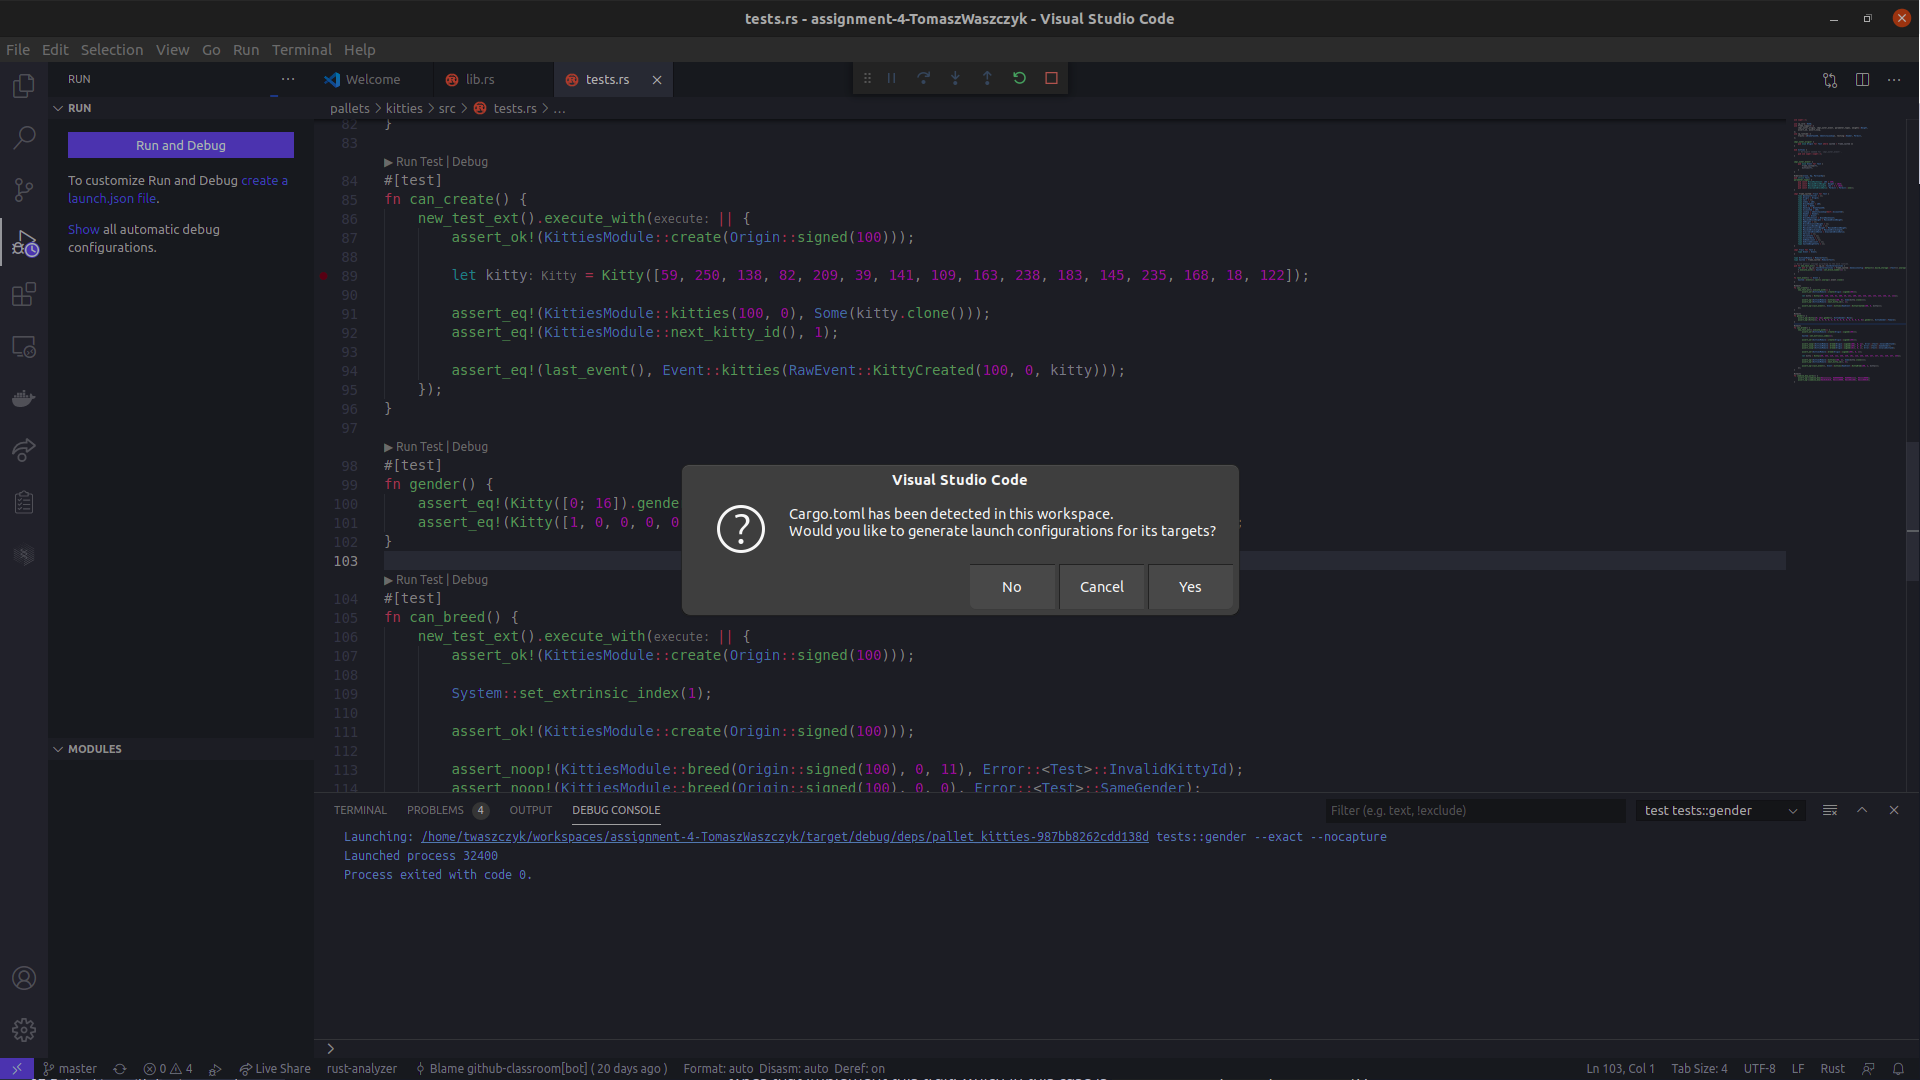 tests.rs - assignment-4-TomaszWaszczyk - Visual Studio Code
File Edit Selection View Go Run Terminal Help
RUN
Welcome
lib.rs
tests.rs
pallets > kitties > src > tests.rs > ...
RUN
Run and Debug
To customize Run and Debug create a
launch.json file.
Show all automatic debug
configurations.
MODULES
82 }
83
▶ Run Test | Debug
84 #[test]
85 fn can_create() {
86 new_test_ext().execute_with(execute: || {
87 assert_ok!(KittiesModule::create(Origin::signed(100)));
88
89 let kitty: Kitty = Kitty([59, 250, 138, 82, 209, 39, 141, 109, 163, 238, 183, 145, 235, 168, 18, 122]);
90
91 assert_eq!(KittiesModule::kitties(100, 0), Some(kitty.clone()));
92 assert_eq!(KittiesModule::next_kitty_id(), 1);
93
94 assert_eq!(last_event(), Event::kitties(RawEvent::KittyCreated(100, 0, kitty)));
95 });
96 }
97
▶ Run Test | Debug
98 #[test]
99 fn gender() {
100 assert_eq!(Kitty([0; 16]).gende
101 assert_eq!(Kitty([1, 0, 0, 0, 0
102 }
103
▶ Run Test | Debug
104 #[test]
105 fn can_breed() {
106 new_test_ext().execute_with(execute: || {
107 assert_ok!(KittiesModule::create(Origin::signed(100)));
108
109 System::set_extrinsic_index(1);
110
111 assert_ok!(KittiesModule::create(Origin::signed(100)));
112
113 assert_noop!(KittiesModule::breed(Origin::signed(100), 0, 11), Error::<Test>::InvalidKittyId);
114 assert_noop!(KittiesModule::breed(Origin::signed(100), 0, 0), Error::<Test>::SameGender);
Visual Studio Code
Cargo.toml has been detected in this workspace.
Would you like to generate launch configurations for its targets?
No Cancel Yes
TERMINAL PROBLEMS 4 OUTPUT DEBUG CONSOLE
Filter (e.g. text, !exclude)
test tests::gender
Launching: /home/twaszczyk/workspaces/assignment-4-TomaszWaszczyk/target/debug/deps/pallet_kitties-987bb8262cdd138d tests::gender --exact --nocapture
Launched process 32400
Process exited with code 0.
master 0 4 Live Share rust-analyzer Blame github-classroom[bot] ( 20 days ago ) Format: auto Disasm: auto Deref: on Ln 103, Col 1 Tab Size: 4 UTF-8 LF Rust